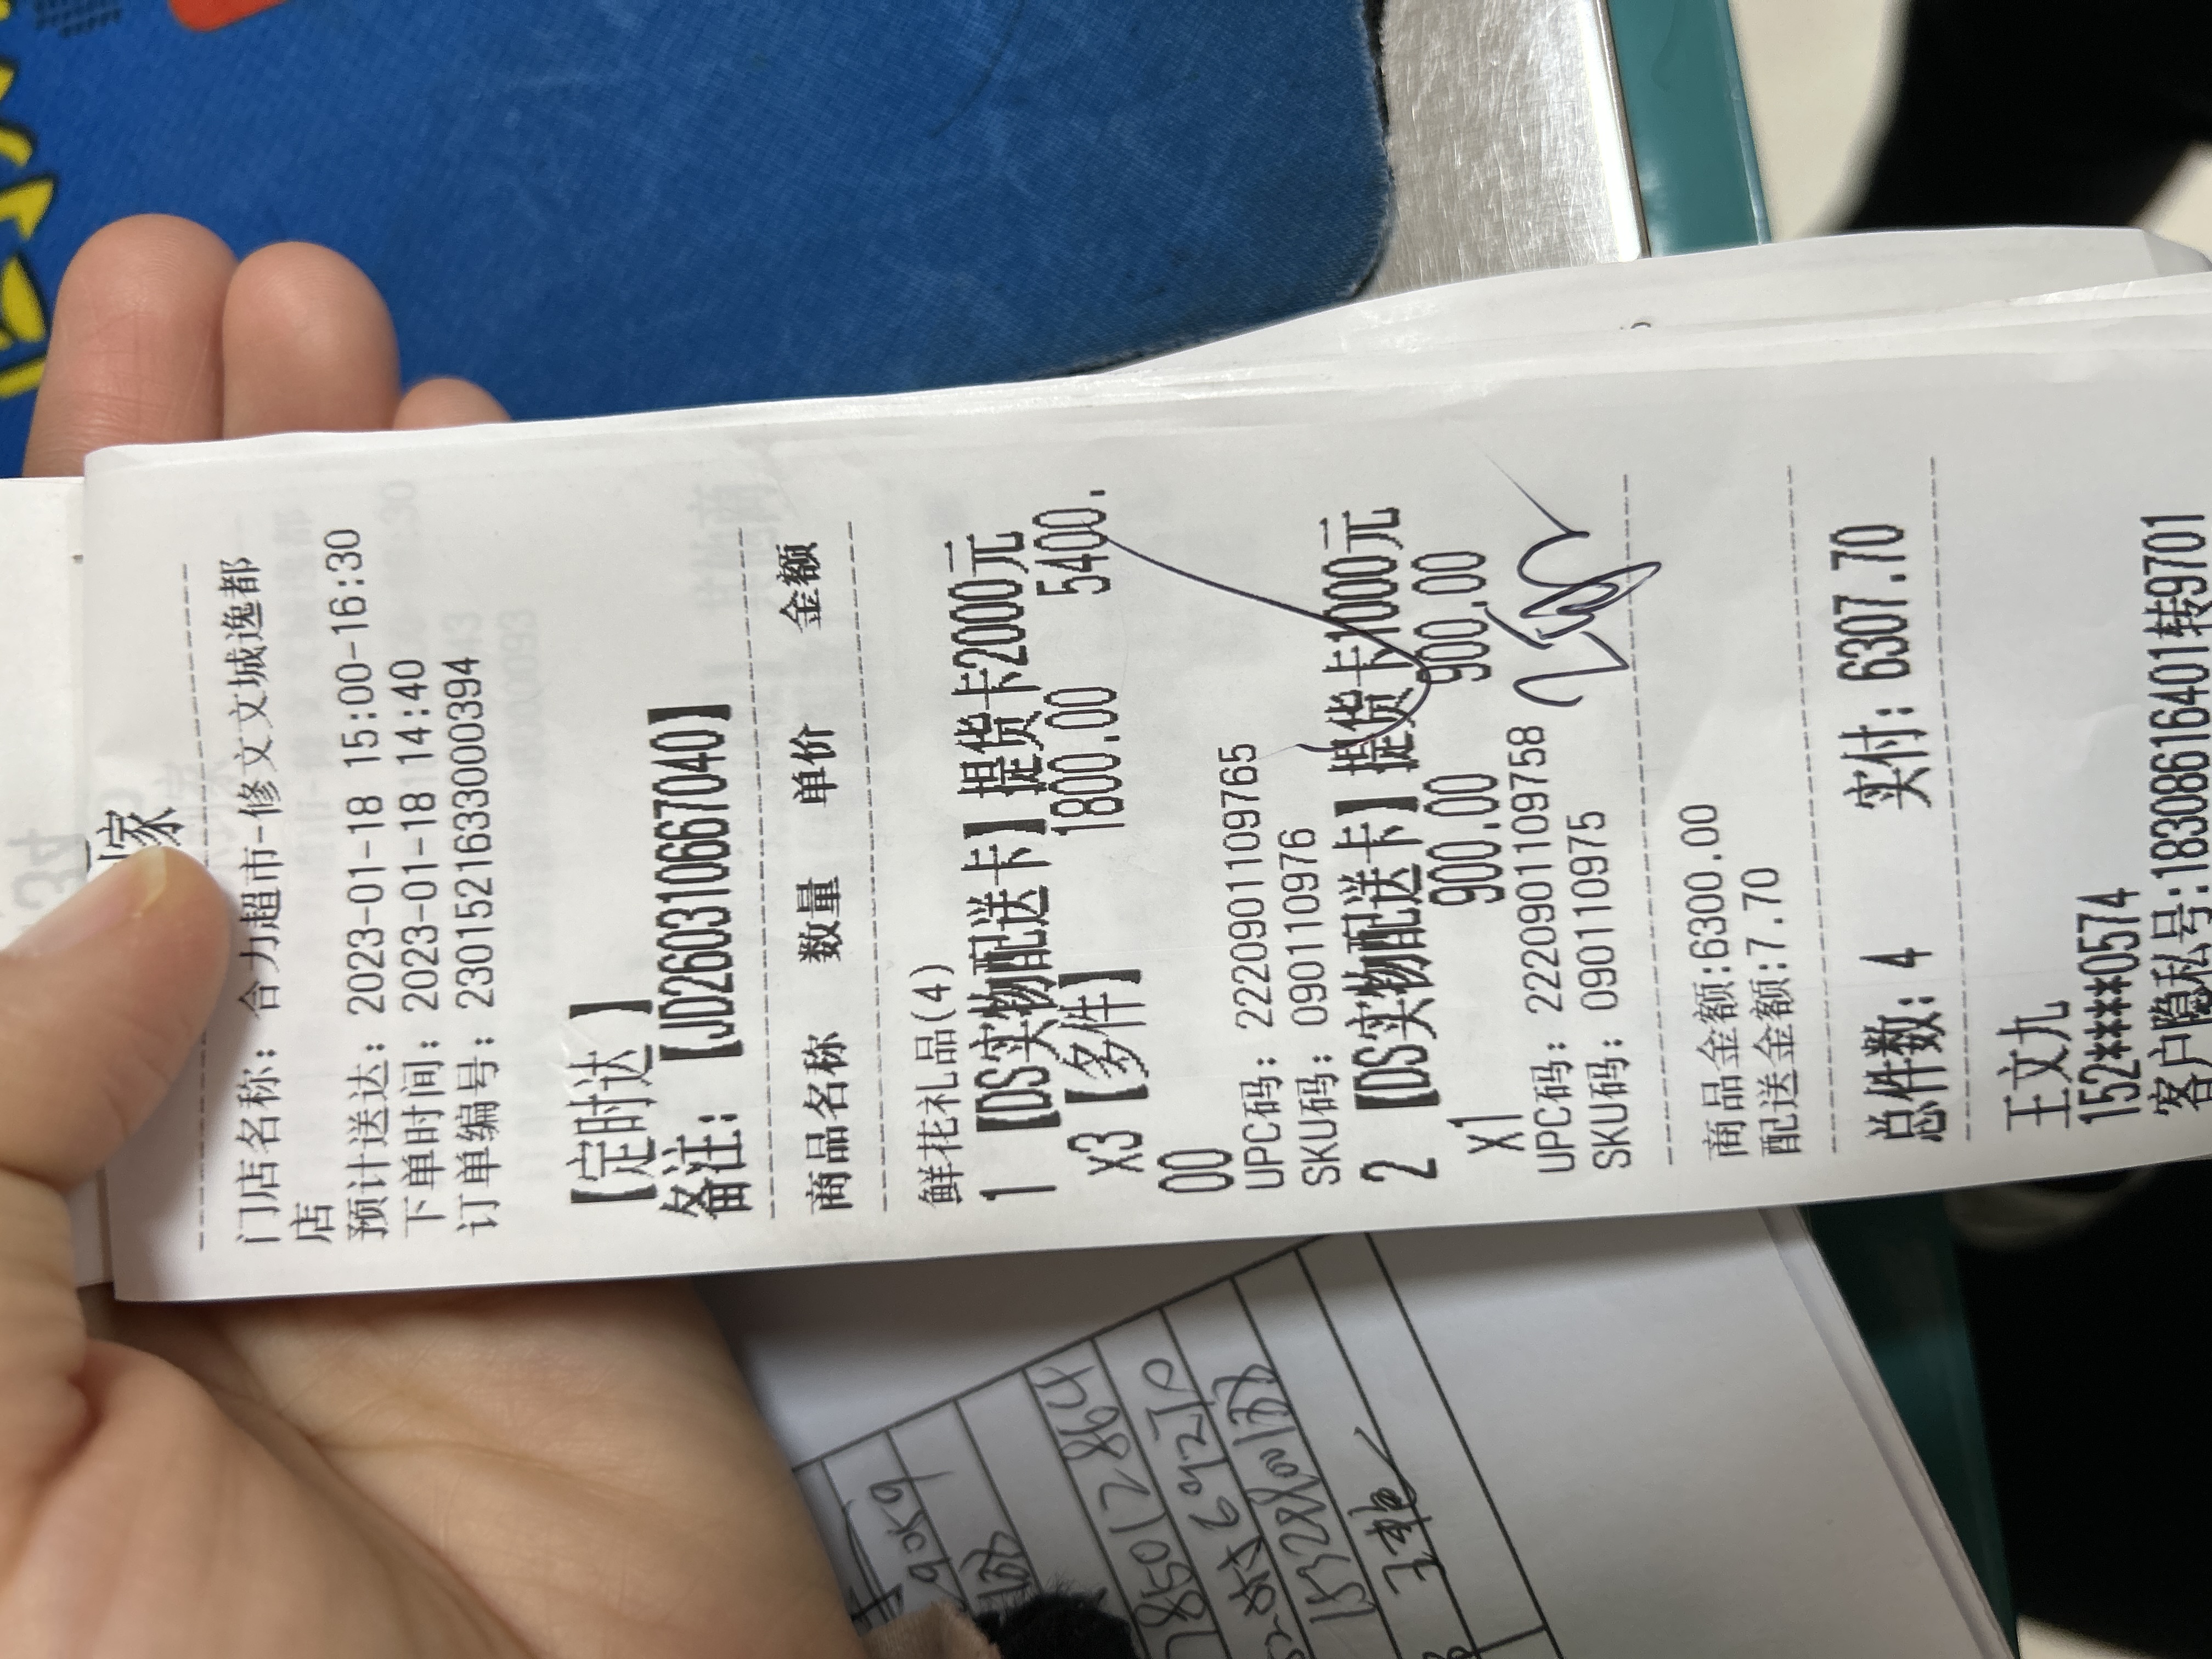 家
门店名称: 合力超市-修文文城逸都
店
预计送达: 2023-01-18 15:00-16:30
下单时间: 2023-01-18 14:40
订单编号: 2301521633000394
【定时达】
备注: 【JD2603106667040】
商品名称 数量 单价 金额
鲜花礼品(4)
1 【DS实物配送卡】提货卡2000元
x3【多件】 1800.00 5400.
00
UPC码: 2220901109765
SKU码: 090110976
2 【DS实物配送卡】提货卡1000元
900.00 900.00
x1
UPC码: 2220901109758
SKU码: 090110975
商品金额:6300.00
配送金额:7.70
总件数: 4 实付: 6307.70
王文九
152****0574
客户隐私号:18308616401转9701